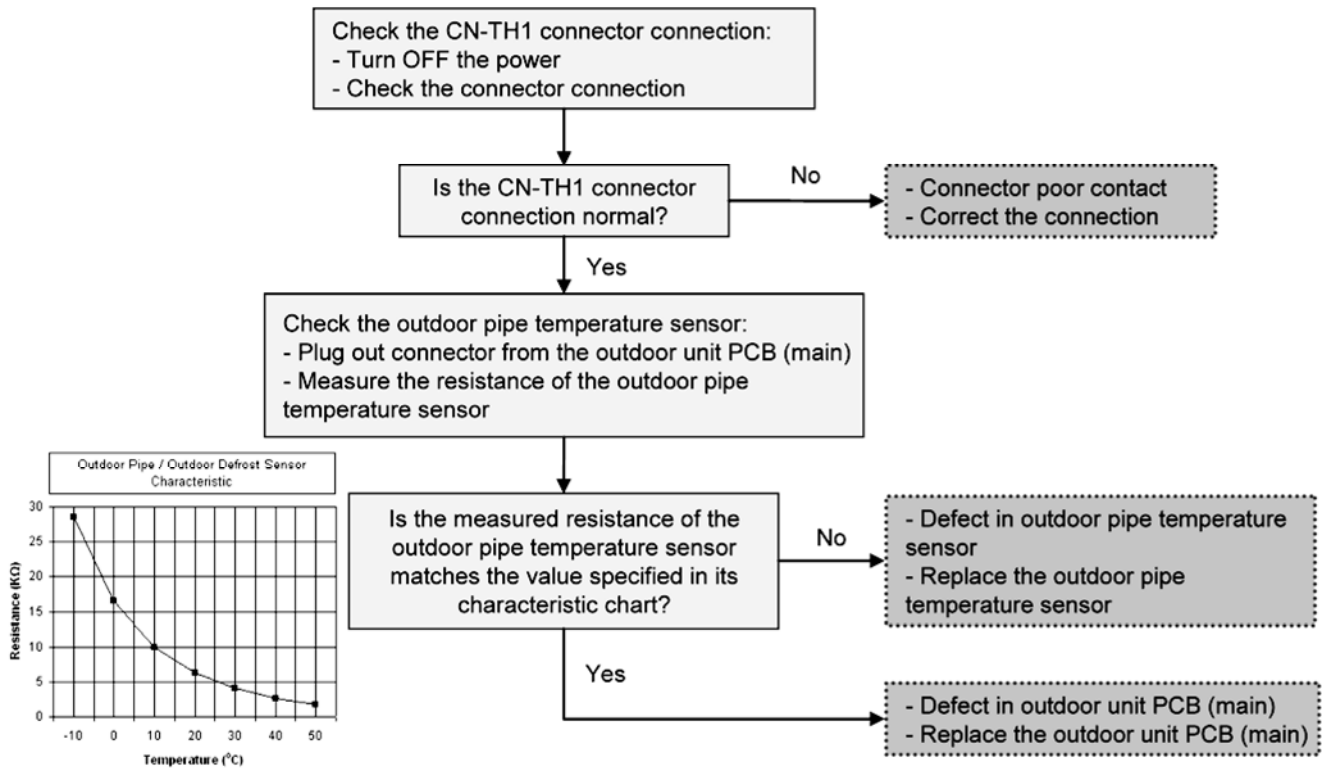 Check the CN-TH1 connector connection:
- Turn OFF the power
- Check the connector connection
Is the CN-TH1 connector
connection normal?
No
- Connector poor contact
- Correct the connection
Yes
Check the outdoor pipe temperature sensor:
- Plug out connector from the outdoor unit PCB (main)
- Measure the resistance of the outdoor pipe
temperature sensor
Outdoor Pipe / Outdoor Defrost Sensor
Characteristic
Resistance (KΩ)
30
25
20
15
10
5
0
-10 0 10 20 30 40 50
Temperature (⁰C)
Is the measured resistance of the
outdoor pipe temperature sensor
matches the value specified in its
characteristic chart?
No
- Defect in outdoor pipe temperature
sensor
- Replace the outdoor pipe
temperature sensor
Yes
- Defect in outdoor unit PCB (main)
- Replace the outdoor unit PCB (main)